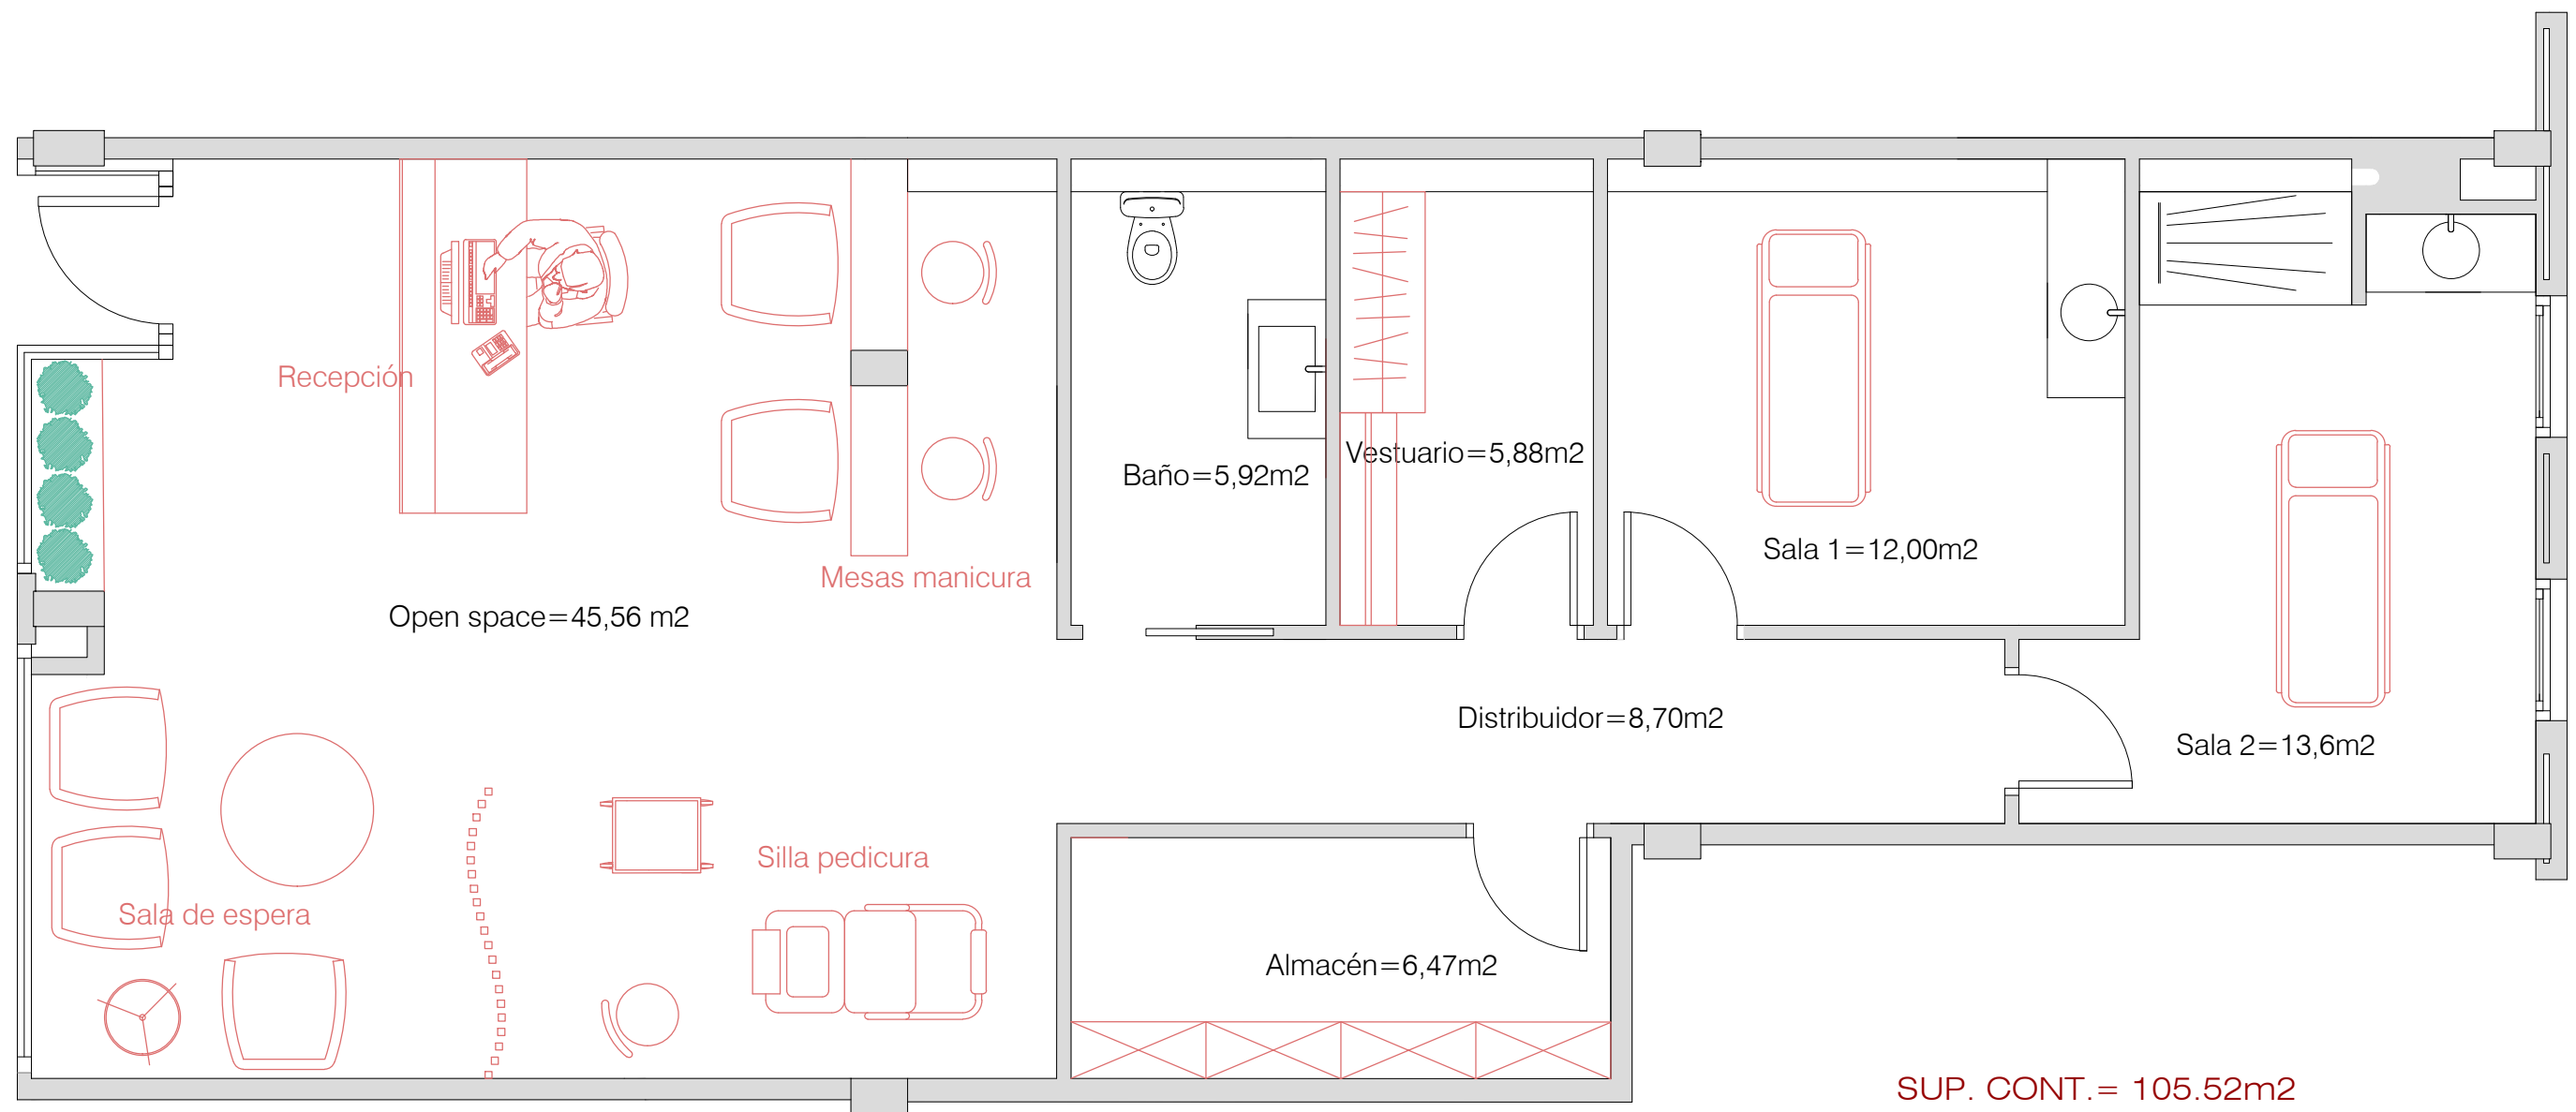 Recepción
Baño=5,92m2
Vestuario=5,88m2
Sala 1=12,00m2
Mesas manicura
Open space=45,56 m2
Distribuidor=8,70m2
Sala 2=13,6m2
Silla pedicura
Sala de espera
Almacén=6,47m2
SUP. CONT.= 105.52m2